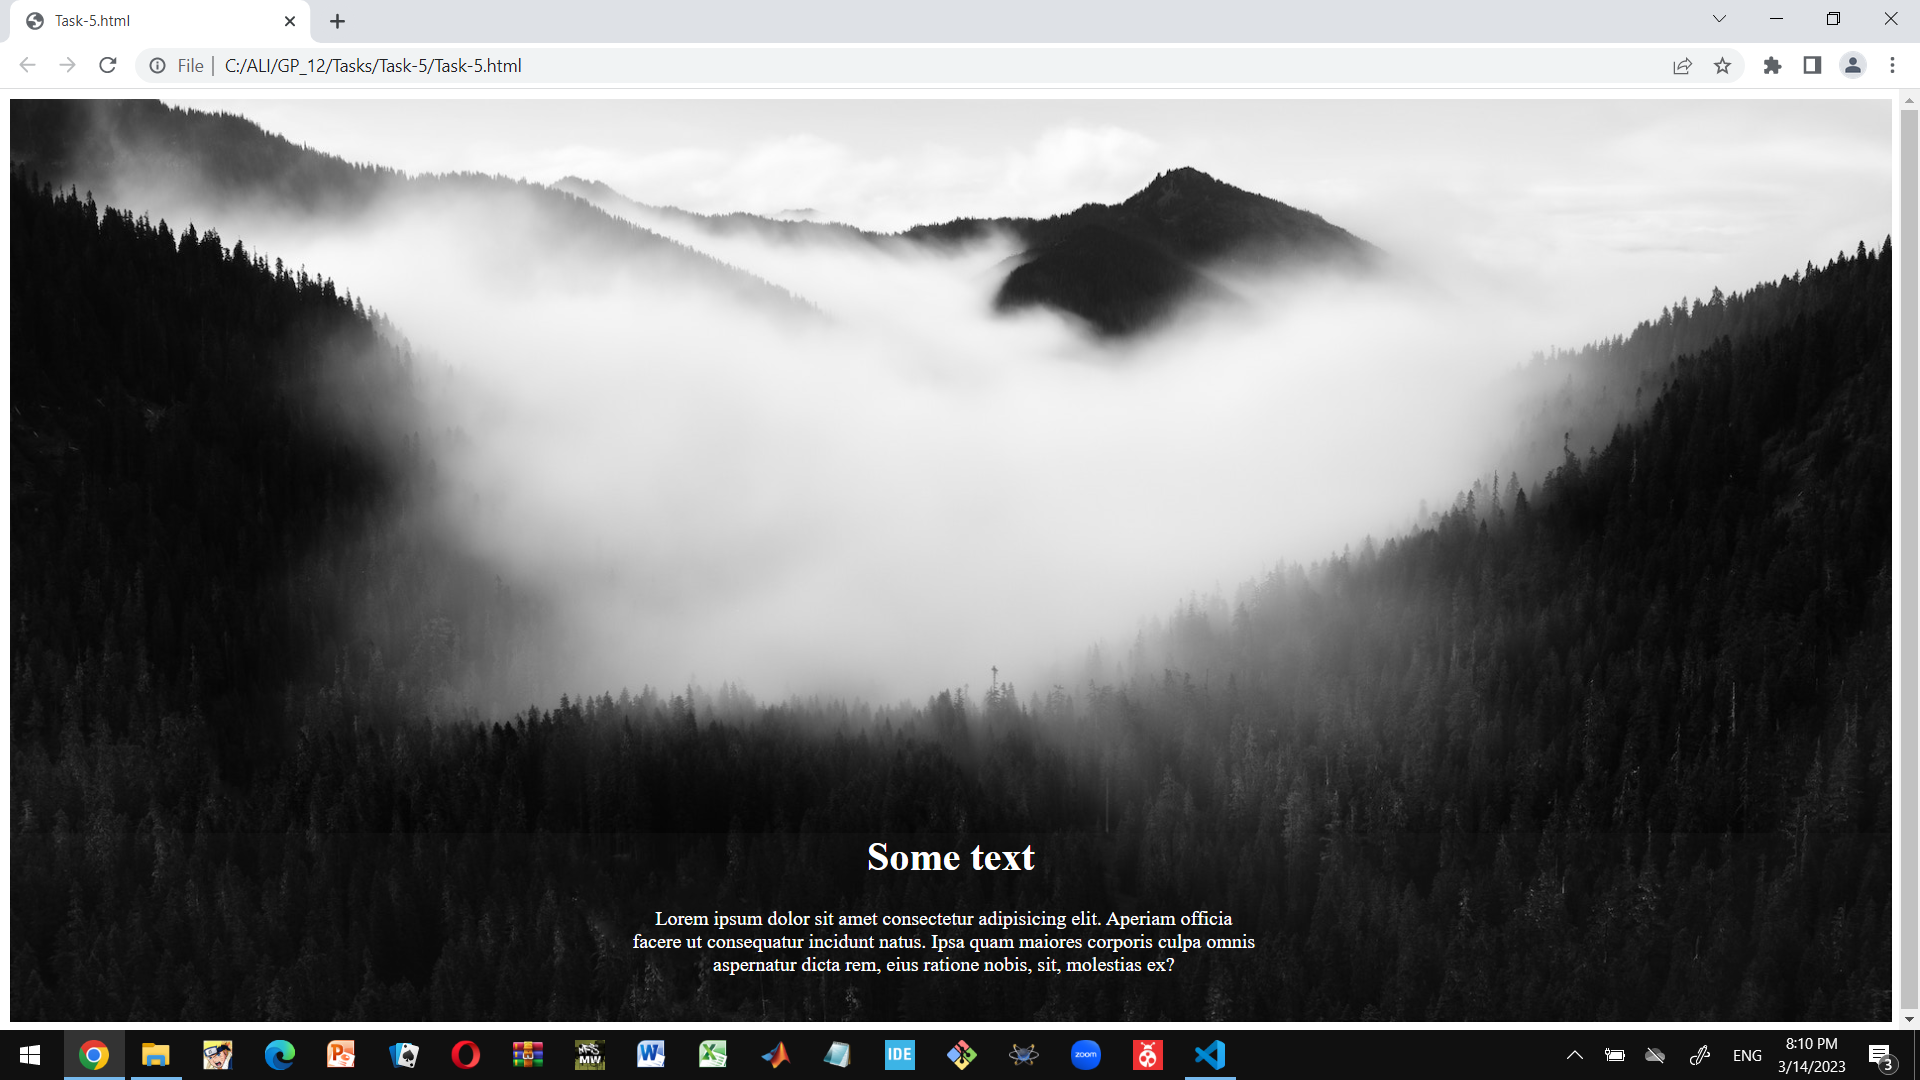 Task-5.html
File
C:/ALI/GP_12/Tasks/Task-5/Task-5.html
Some text
Lorem ipsum dolor sit amet consectetur adipisicing elit. Aperiam officia
facere ut consequatur incidunt natus. Ipsa quam maiores corporis culpa omnis
aspernatur dicta rem, eius ratione nobis, sit, molestias ex?
NFS
MW
IDE
zoom
ENG
8:10 PM
3/14/2023
3